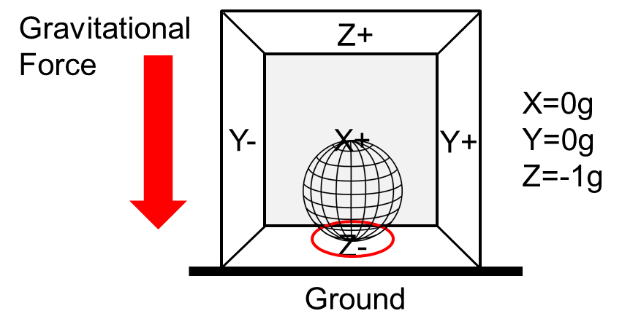 Gravitational
Force
Z+
Y-
X+
Y+
Z-
X=0g
Y=0g
Z=-1g
Ground